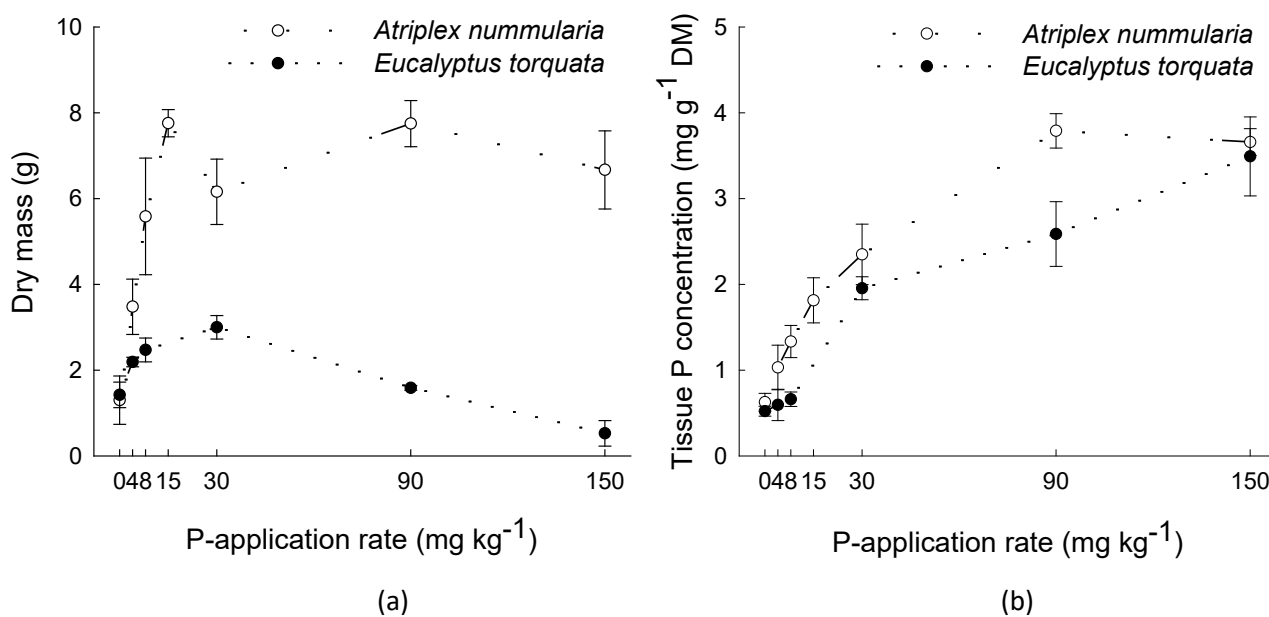 10
8
6
4
2
0
Dry mass (g)
Atriplex nummularia
Eucalyptus torquata
0 4 8 15 30 90 150
P-application rate (mg kg-1)
(a)
5
4
3
2
1
0
Tissue P concentration (mg g-1 DM)
Atriplex nummularia
Eucalyptus torquata
0 4 8 15 30 90 150
P-application rate (mg kg-1)
(b)